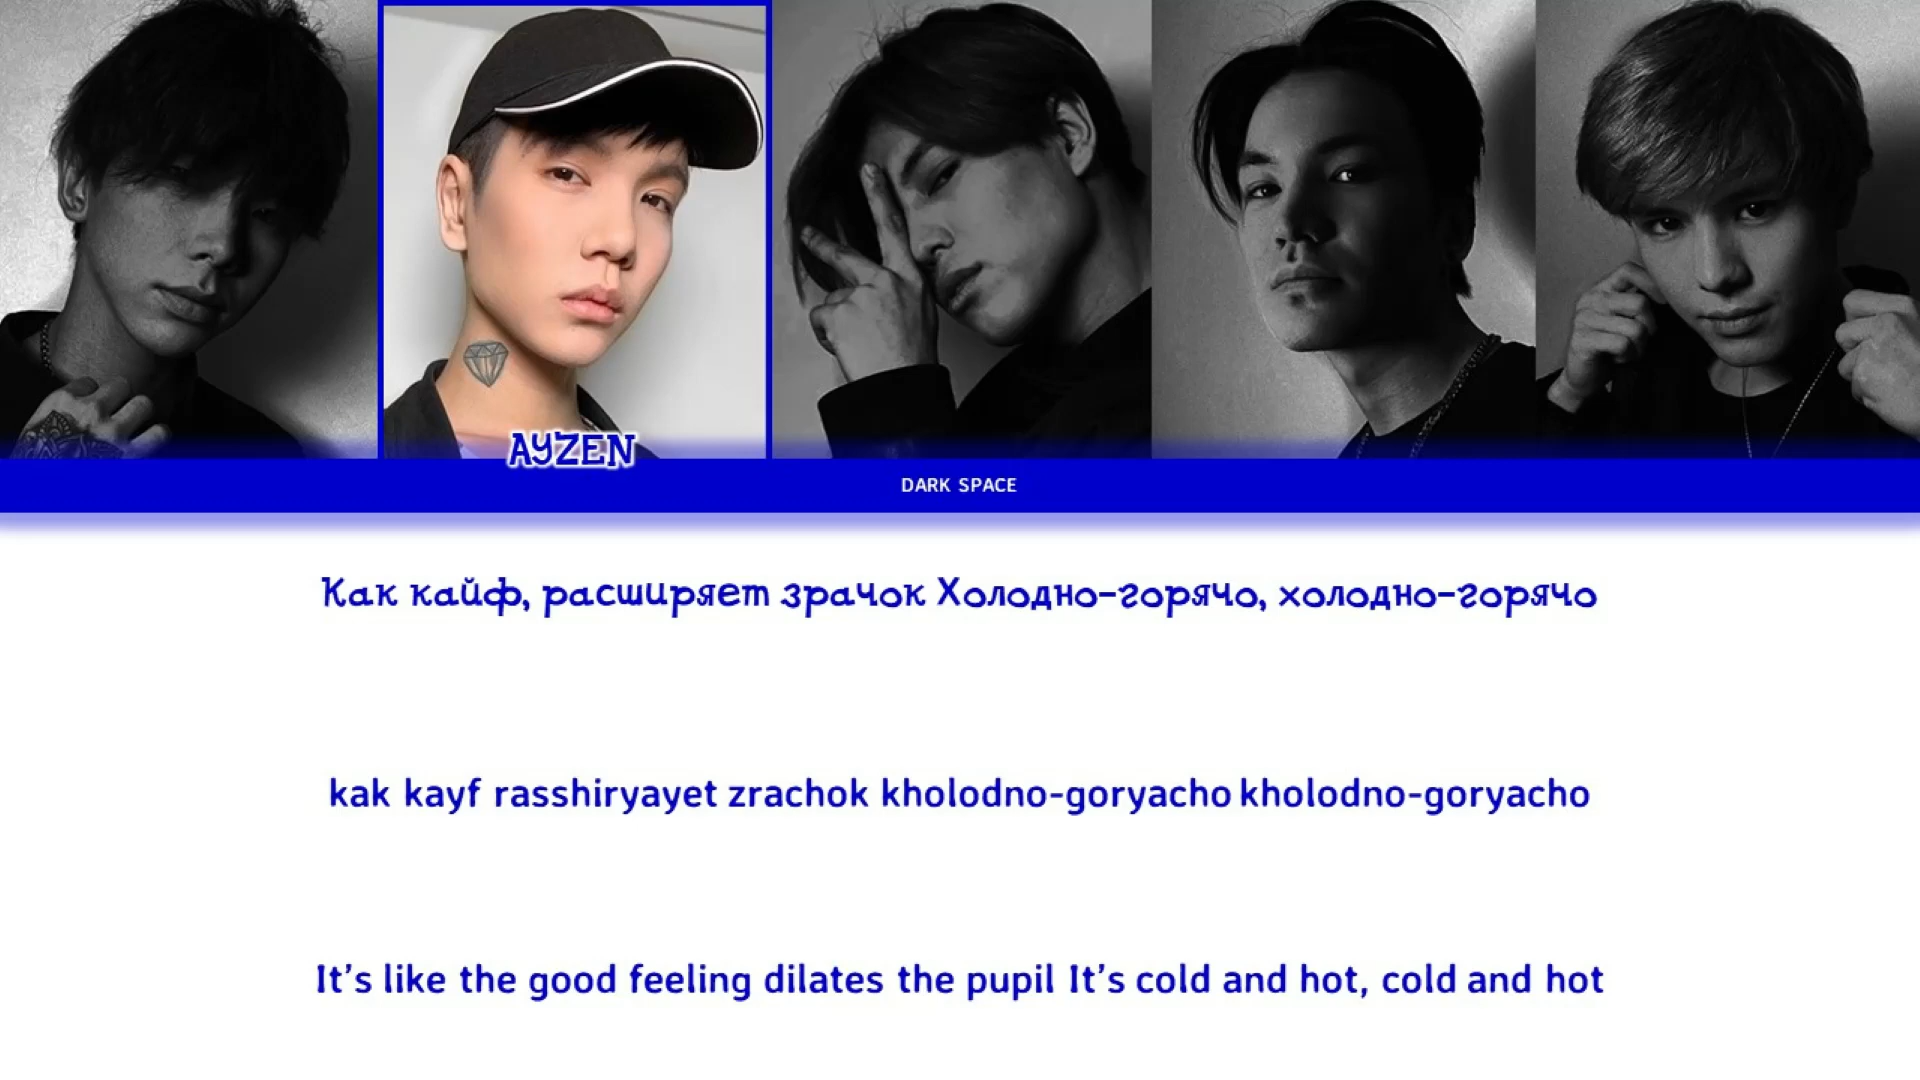 AYZEN
DARK SPACE
Как кайф, расширяет зрачок Холодно-горячо, холодно-горячо
kak kayf rasshiryayet zrachok kholodno-goryacho kholodno-goryacho
It's like the good feeling dilates the pupil It's cold and hot, cold and hot